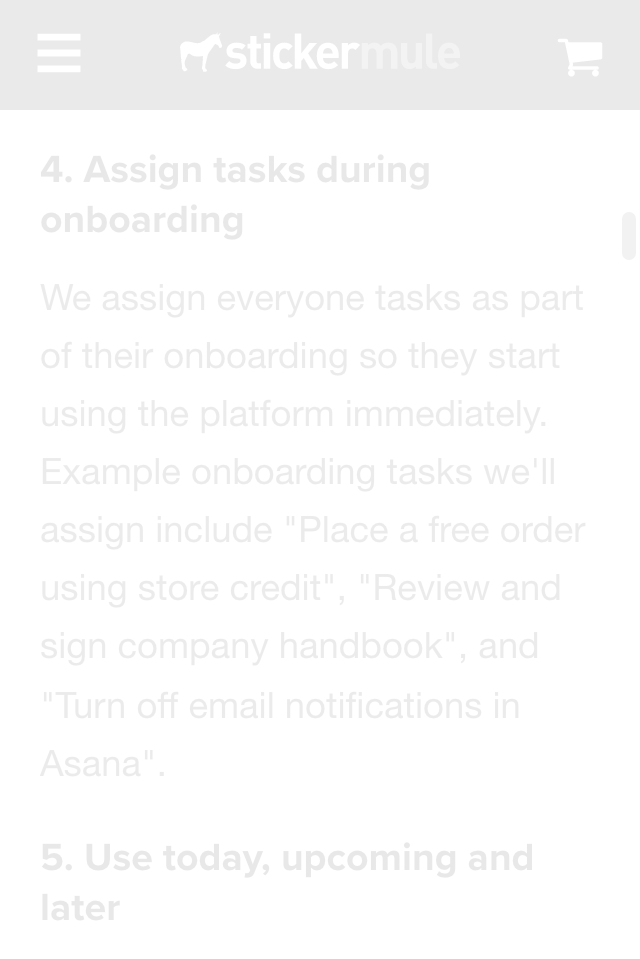 stickermule
4. Assign tasks during
onboarding
We assign everyone tasks as part
of their onboarding so they start
using the platform immediately.
Example onboarding tasks we'll
assign include "Place a free order
using store credit", "Review and
sign company handbook", and
"Turn off email notifications in
Asana".
5. Use today, upcoming and
later